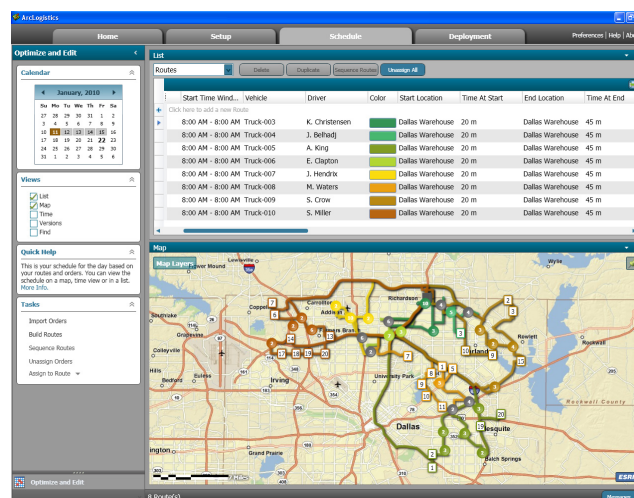 ArcLogistics
Home Setup Schedule Deployment Preferences | Help | Abo
Optimize and Edit
Calendar
January, 2010
Su Mo Tu We Th Fr Sa
27 28 29 30 31 1 2
3 4 5 6 7 8 9
10 11 12 13 14 15 16
17 18 19 20 21 22 23
24 25 26 27 28 29 30
31 1 2 3 4 5 6
Views
List
Map
Time
Versions
Find
Quick Help
This is your schedule for the day based on
your routes and orders. You can view the
schedule on a map, time view or in a list.
More Info.
Tasks
Import Orders
Build Routes
Sequence Routes
Unassign Orders
Assign to Route
Optimize and Edit
List
Routes Delete Duplicate Sequence Routes Unassign All
Start Time Wind... Vehicle Driver Color Start Location Time At Start End Location Time At End
Click here to add a new Route
8:00 AM - 8:00 AM Truck-003 K. Christensen Dallas Warehouse 20 m Dallas Warehouse 45 m
8:00 AM - 8:00 AM Truck-004 J. Belhadj Dallas Warehouse 20 m Dallas Warehouse 45 m
8:00 AM - 8:00 AM Truck-005 A. King Dallas Warehouse 20 m Dallas Warehouse 45 m
8:00 AM - 8:00 AM Truck-006 E. Clapton Dallas Warehouse 20 m Dallas Warehouse 45 m
8:00 AM - 8:00 AM Truck-007 J. Hendrix Dallas Warehouse 20 m Dallas Warehouse 45 m
8:00 AM - 8:00 AM Truck-008 M. Waters Dallas Warehouse 20 m Dallas Warehouse 45 m
8:00 AM - 8:00 AM Truck-009 S. Crow Dallas Warehouse 20 m Dallas Warehouse 45 m
8:00 AM - 8:00 AM Truck-010 S. Miller Dallas Warehouse 20 m Dallas Warehouse 45 m
Map
Map Layers
Lewisville
wer Mound
Wylie
Southlake
Coppe
Carrollto
Addiso
Richardson
Grapevine
Farmers Branch
Rowlett
Rockwall
Colleyville
arland
Hills
Bedford
Euless
Irving
University Park
Rockwall County
Dallas
esquite
ington
Grand Prairie
Balch Springs
ESRI
8 Route(s)